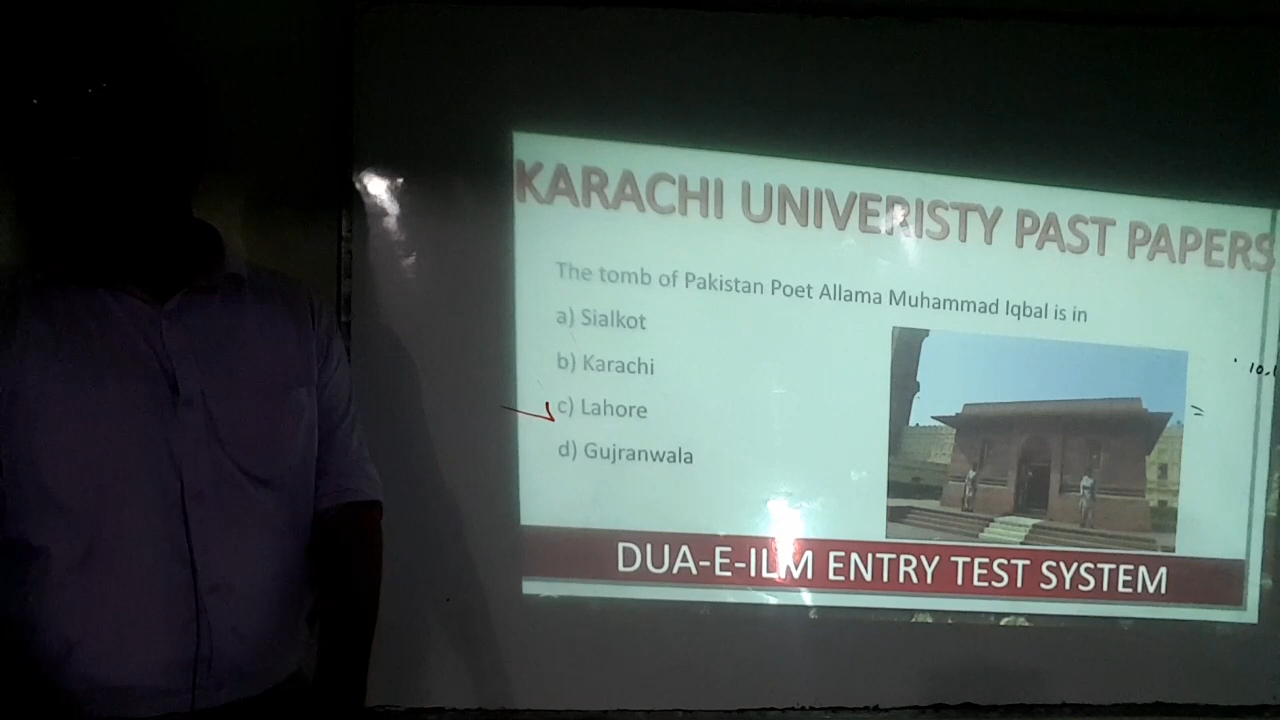 KARACHI UNIVERISTY PAST PAPERS
The tomb of Pakistan Poet Allama Muhammad Iqbal is in
a) Sialkot
b) Karachi
c) Lahore
d) Gujranwala
DUA-E-ILM ENTRY TEST SYSTEM